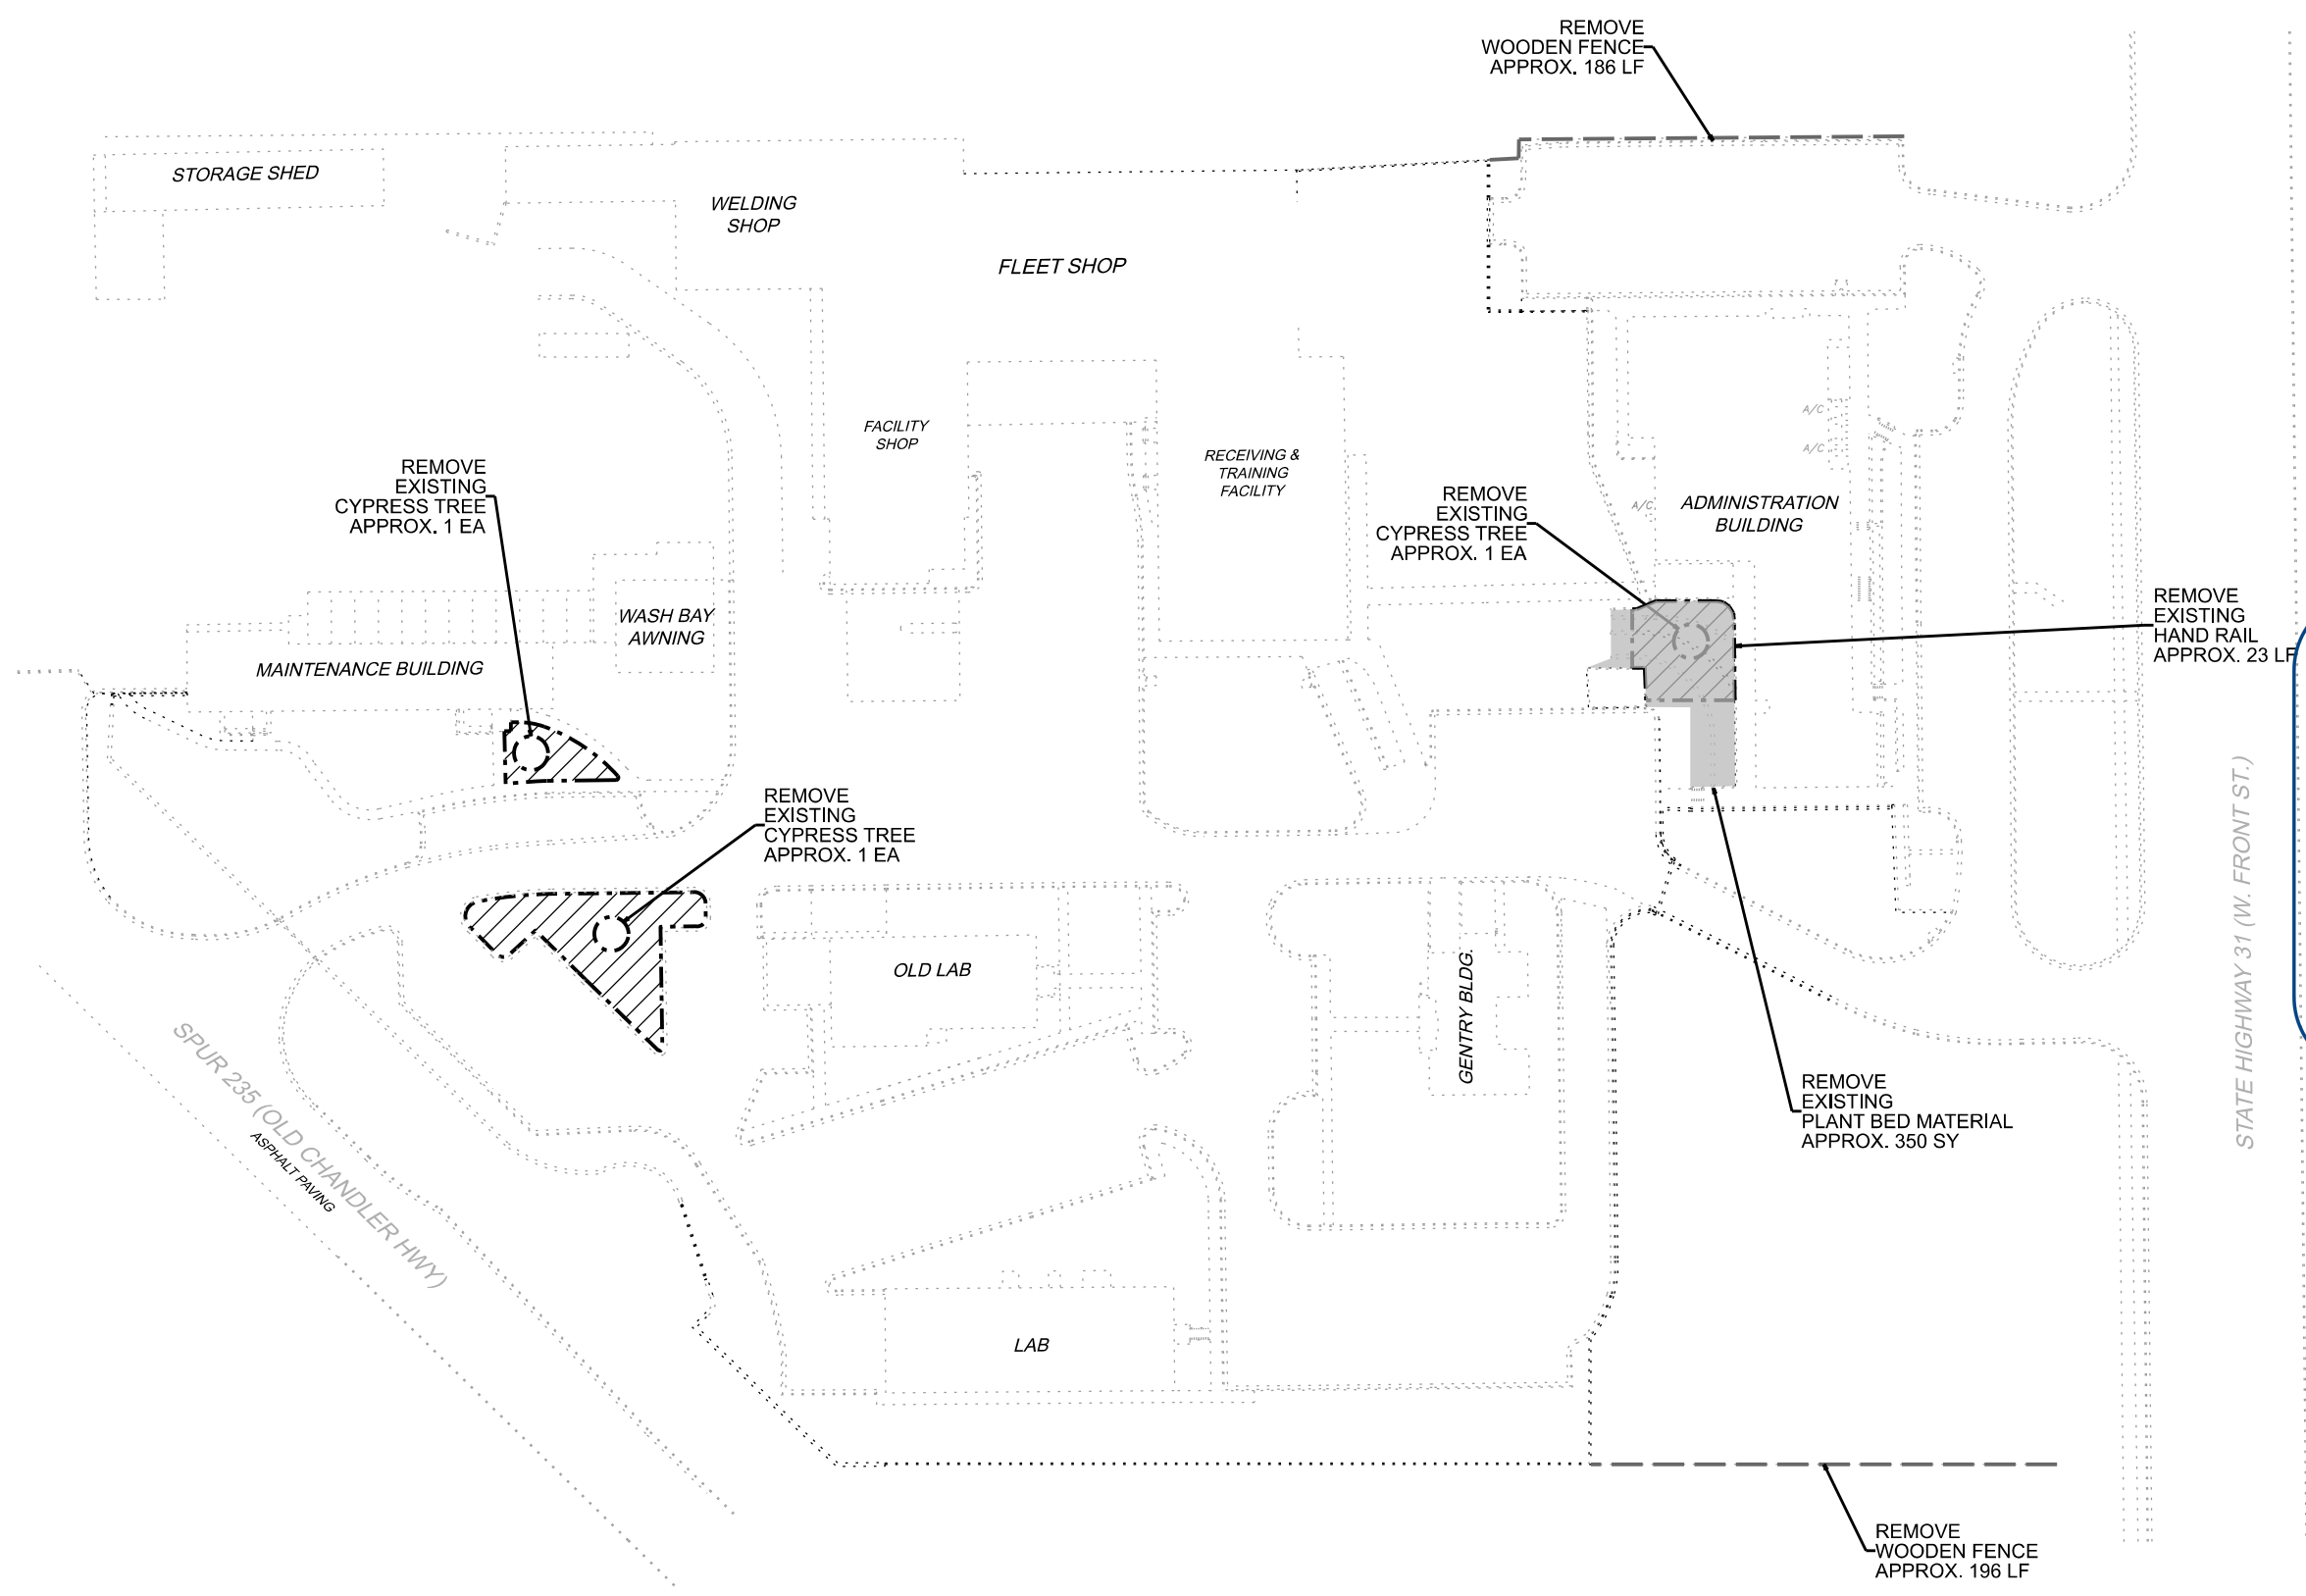 REMOVE
WOODEN FENCE
APPROX. 186 LF
STORAGE SHED
WELDING
SHOP
FLEET SHOP
FACILITY
SHOP
RECEIVING &
TRAINING
FACILITY
A/C
A/C
A/C
ADMINISTRATION
BUILDING
REMOVE
EXISTING
CYPRESS TREE
APPROX. 1 EA
REMOVE
EXISTING
CYPRESS TREE
APPROX. 1 EA
REMOVE
EXISTING
HAND RAIL
APPROX. 23 LF
WASH BAY
AWNING
MAINTENANCE BUILDING
REMOVE
EXISTING
CYPRESS TREE
APPROX. 1 EA
OLD LAB
GENTRY BLDG.
STATE HIGHWAY 31 (W. FRONT ST.)
SPUR 235 (OLD CHANDLER HWY)
ASPHALT PAVING
REMOVE
EXISTING
PLANT BED MATERIAL
APPROX. 350 SY
LAB
REMOVE
WOODEN FENCE
APPROX. 196 LF